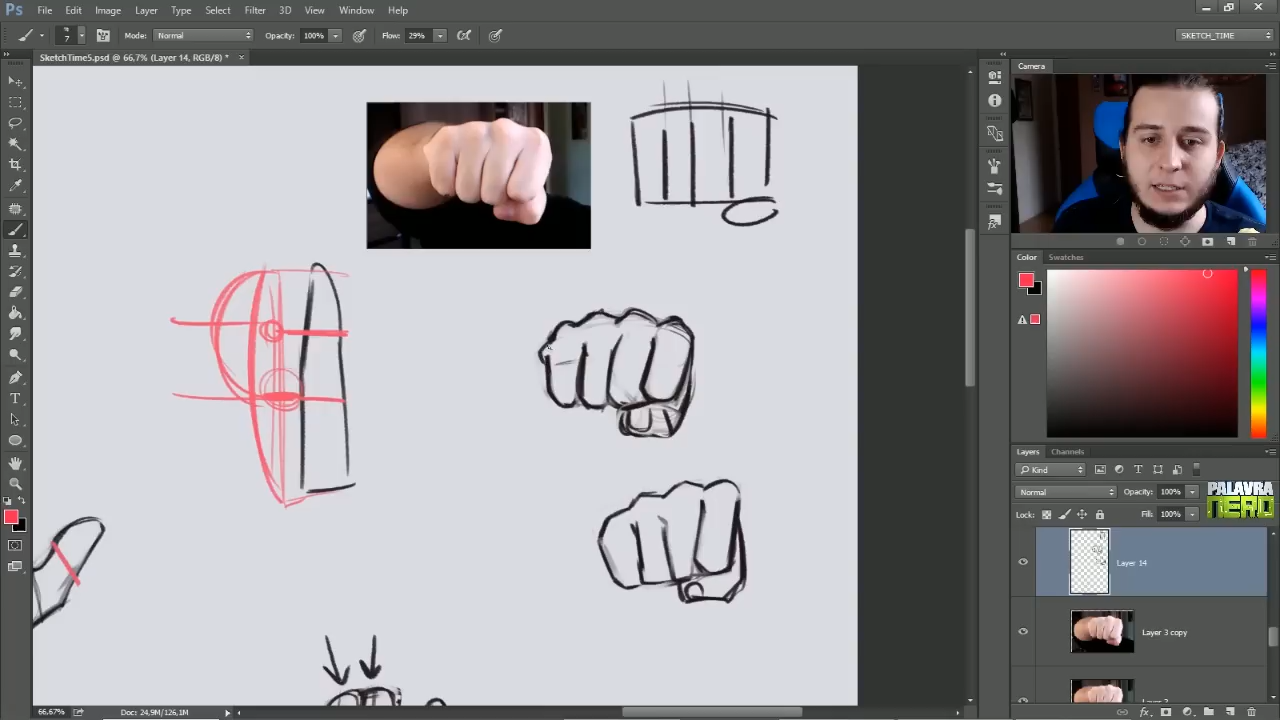 Ps File Edit Image Layer Type Select Filter 3D View Window Help
7 Mode: Normal Opacity: 100% Flow: 29% SKETCH_TIME
SketchTime5.psd @ 66,7% (Layer 14, RGB/8) *
Camera
Color Swatches
Layers Channels
Kind
Normal Opacity: 100%
PALAVRA
NERD
Lock: Fill: 100%
Layer 14
Layer 3 copy
66,67% Doc: 24,9M/126,1M